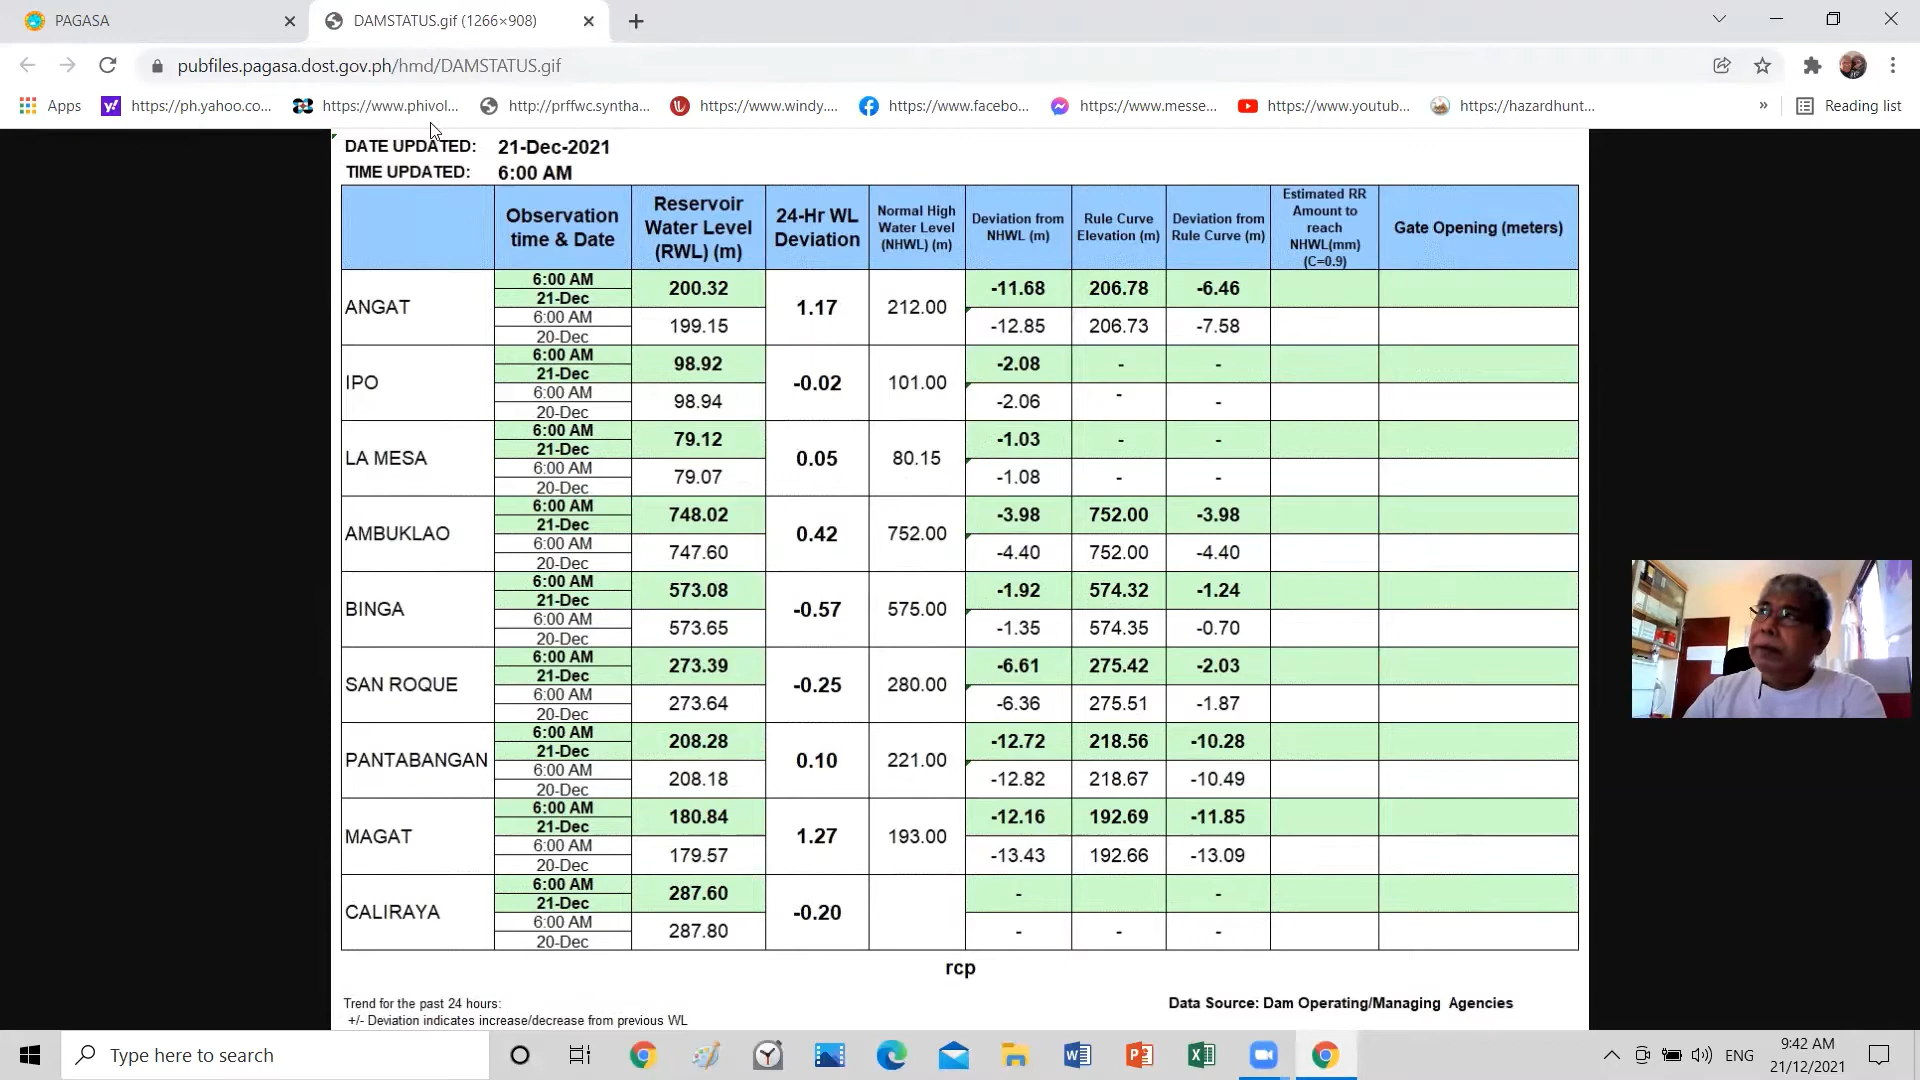 PAGASA
DAMSTATUS.gif (1266×908)
pubfiles.pagasa.dost.gov.ph/hmd/DAMSTATUS.gif
Apps https://ph.yahoo.co... https://www.phivol... http://prffwc.syntha... https://www.windy.... https://www.facebo... https://www.messe... https://www.youtub... https://hazardhunt... » Reading list
DATE UPDATED: 21-Dec-2021
TIME UPDATED: 6:00 AM
Observation time & Date
Reservoir Water Level (RWL) (m)
24-Hr WL Deviation
Normal High Water Level (NHWL) (m)
Deviation from NHWL (m)
Rule Curve Elevation (m)
Deviation from Rule Curve (m)
Estimated RR Amount to reach NHWL(mm) (C=0.9)
Gate Opening (meters)
ANGAT
6:00 AM 21-Dec 200.32 1.17 212.00 -11.68 206.78 -6.46
6:00 AM 20-Dec 199.15 -12.85 206.73 -7.58
IPO
6:00 AM 21-Dec 98.92 -0.02 101.00 -2.08 - -
6:00 AM 20-Dec 98.94 -2.06 - -
LA MESA
6:00 AM 21-Dec 79.12 0.05 80.15 -1.03 - -
6:00 AM 20-Dec 79.07 -1.08 - -
AMBUKLAO
6:00 AM 21-Dec 748.02 0.42 752.00 -3.98 752.00 -3.98
6:00 AM 20-Dec 747.60 -4.40 752.00 -4.40
BINGA
6:00 AM 21-Dec 573.08 -0.57 575.00 -1.92 574.32 -1.24
6:00 AM 20-Dec 573.65 -1.35 574.35 -0.70
SAN ROQUE
6:00 AM 21-Dec 273.39 -0.25 280.00 -6.61 275.42 -2.03
6:00 AM 20-Dec 273.64 -6.36 275.51 -1.87
PANTABANGAN
6:00 AM 21-Dec 208.28 0.10 221.00 -12.72 218.56 -10.28
6:00 AM 20-Dec 208.18 -12.82 218.67 -10.49
MAGAT
6:00 AM 21-Dec 180.84 1.27 193.00 -12.16 192.69 -11.85
6:00 AM 20-Dec 179.57 -13.43 192.66 -13.09
CALIRAYA
6:00 AM 21-Dec 287.60 -0.20 - -
6:00 AM 20-Dec 287.80 - - -
rcp
Trend for the past 24 hours:
+/- Deviation indicates increase/decrease from previous WL
Data Source: Dam Operating/Managing Agencies
Type here to search
ENG
9:42 AM
21/12/2021